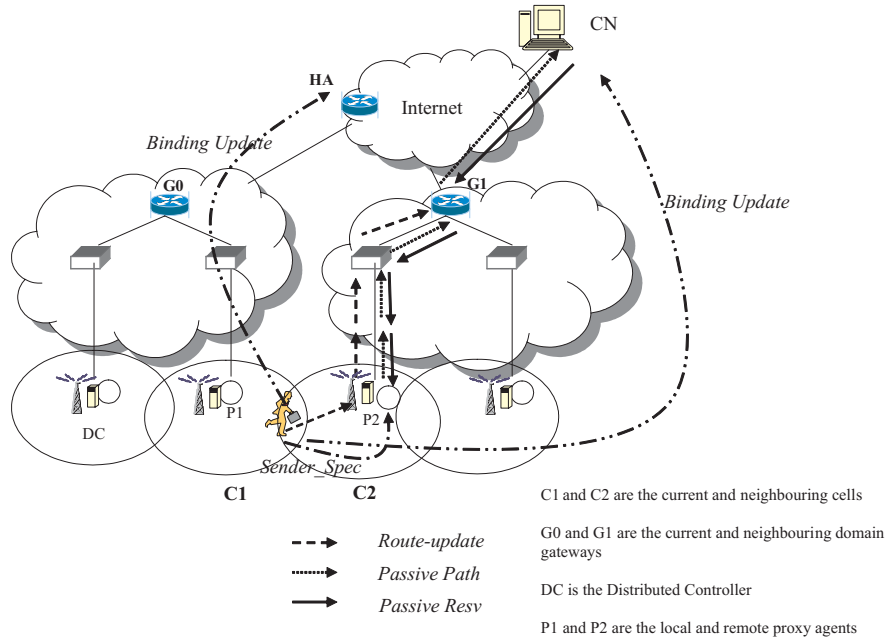 CN
HA
Internet
Binding Update
G0
G1
Binding Update
DC
P1
P2
Sender_Spec
C1
C2
C1 and C2 are the current and neighbouring cells
G0 and G1 are the current and neighbouring domain
gateways
DC is the Distributed Controller
P1 and P2 are the local and remote proxy agents
Route-update
Passive Path
Passive Resv